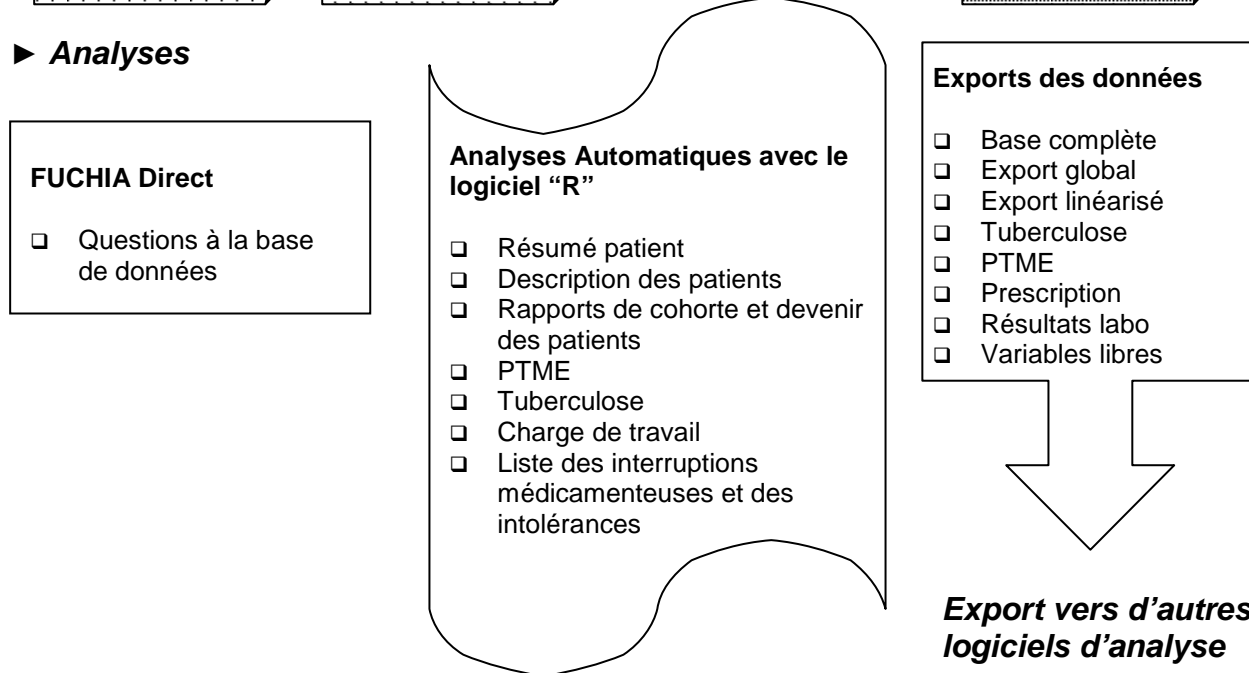 ► Analyses
FUCHIA Direct
❑ Questions à la base
de données
Analyses Automatiques avec le
logiciel “R”
❑ Résumé patient
❑ Description des patients
❑ Rapports de cohorte et devenir
des patients
❑ PTME
❑ Tuberculose
❑ Charge de travail
❑ Liste des interruptions
médicamenteuses et des
intolérances
Exports des données
❑ Base complète
❑ Export global
❑ Export linéarisé
❑ Tuberculose
❑ PTME
❑ Prescription
❑ Résultats labo
❑ Variables libres
Export vers d’autres
logiciels d’analyse